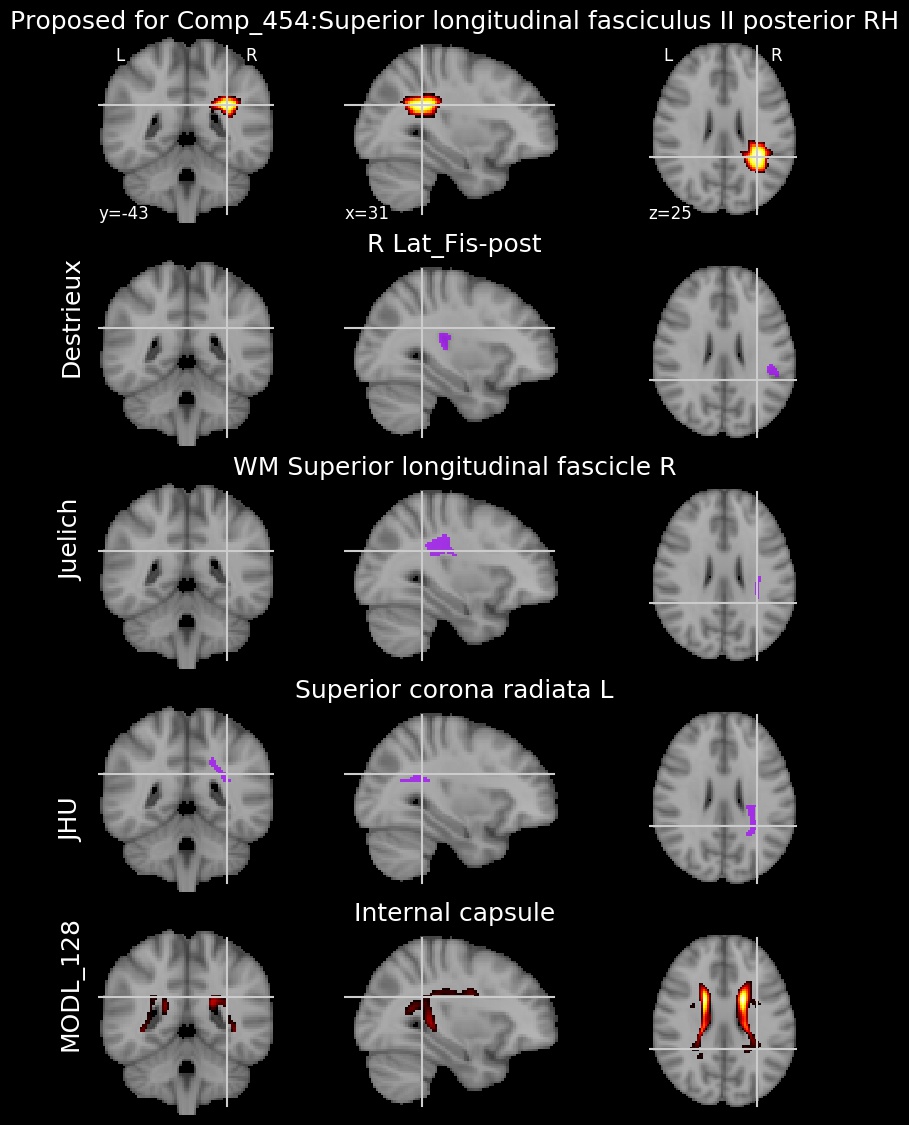 Proposed for Comp_454:Superior longitudinal fasciculus II posterior RH
L R L R
y=-43 x=31 z=25
R Lat_Fis-post
Destrieux
WM Superior longitudinal fascicle R
Juelich
Superior corona radiata L
JHU
Internal capsule
MODL_128